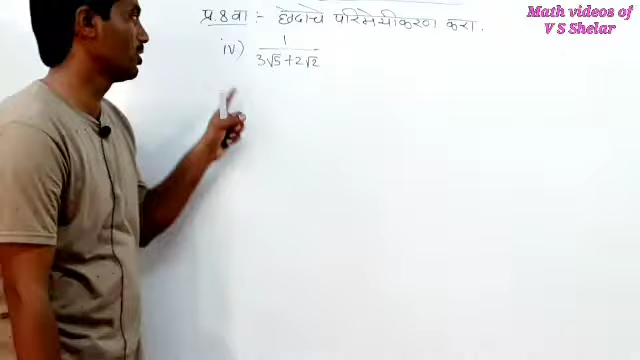 Math videos of
V S Shelar
प्र.४ वा :- छेदाचे परिमेयीकरण करा.
iv) 1
3√5+2√2